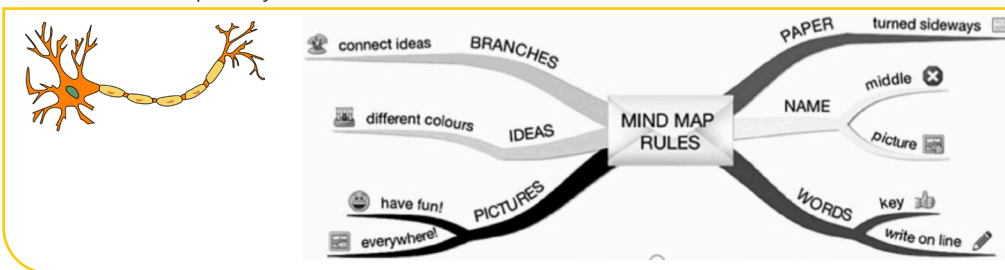 MIND MAP
RULES
PAPER
turned sideways
NAME
middle
picture
WORDS
key
write on line
BRANCHES
connect ideas
IDEAS
different colours
PICTURES
have fun!
everywhere!